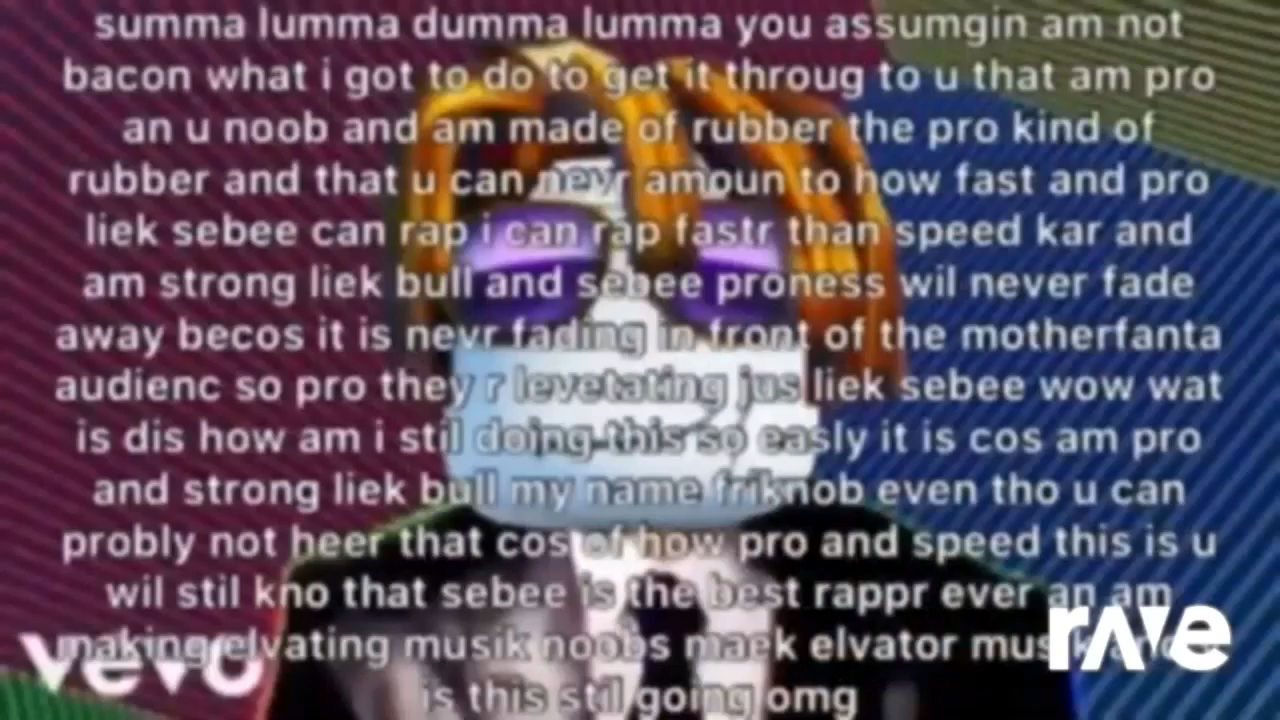 summa lumma dumma lumma you assumgin am not
bacon what i got to do to get it throug to u that am pro
an u noob and am made of rubber the pro kind of
rubber and that u can nevr amoun to how fast and pro
liek sebee can rap i can rap fastr than speed kar and
am strong liek bull and sebee proness wil never fade
away becos it is nevr fading in front of the motherfanta
audienc so pro they r levetating jus liek sebee wow wat
is dis how am i stil doing this so easly it is cos am pro
and strong liek bull my name friknob even tho u can
probly not heer that cos of how pro and speed this is u
wil stil kno that sebee is the best rappr ever an am
making elvating musik noobs maek elvator musik and
is this stil going omg
vevo
rave